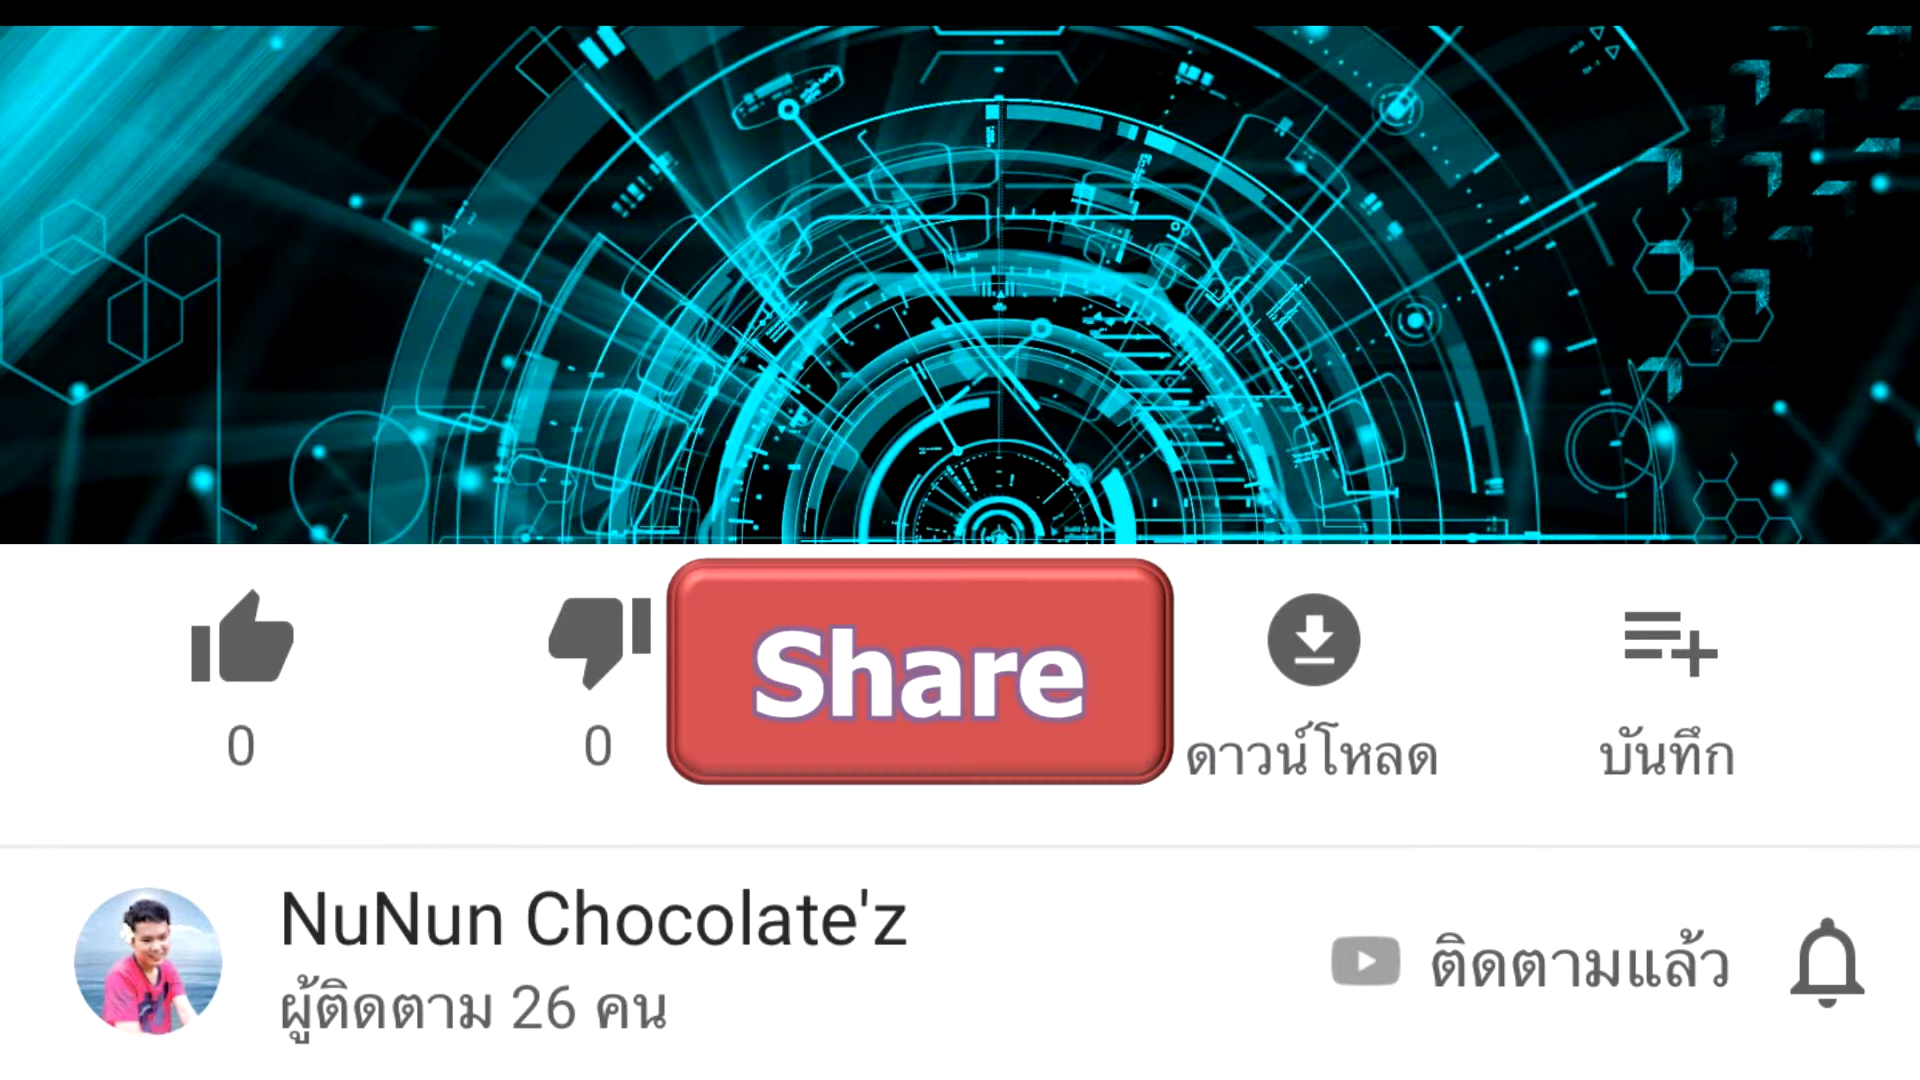 0
0
Share
ดาวน์โหลด
บันทึก
NuNun Chocolate'z
ผู้ติดตาม 26 คน
ติดตามแล้ว